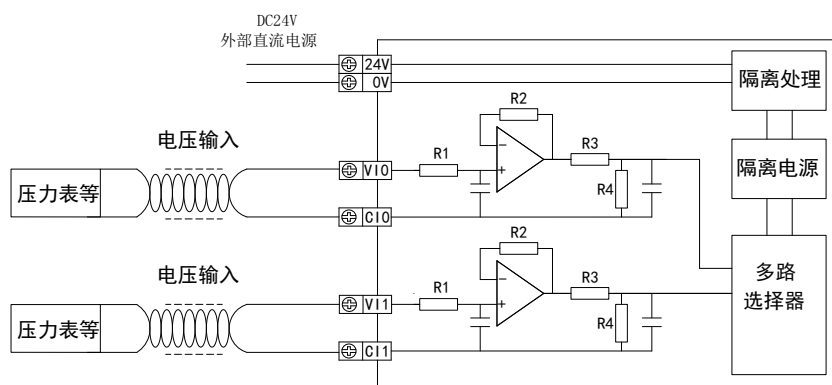 DC24V
外部直流电源
24V
0V
隔离处理
R2
电压输入
R1
R3
VI0
隔离电源
压力表等
R4
CI0
R2
电压输入
R1
R3
多路
选择器
VI1
压力表等
R4
CI1